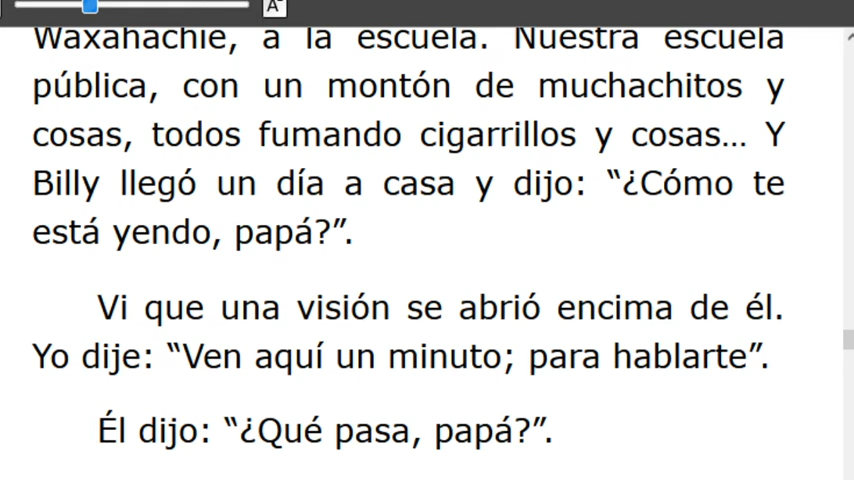 A
Waxahachie, a la escuela. Nuestra escuela
pública, con un montón de muchachitos y
cosas, todos fumando cigarrillos y cosas… Y
Billy llegó un día a casa y dijo: “¿Cómo te
está yendo, papá?”.
Vi que una visión se abrió encima de él.
Yo dije: “Ven aquí un minuto; para hablarte”.
Él dijo: “¿Qué pasa, papá?”.